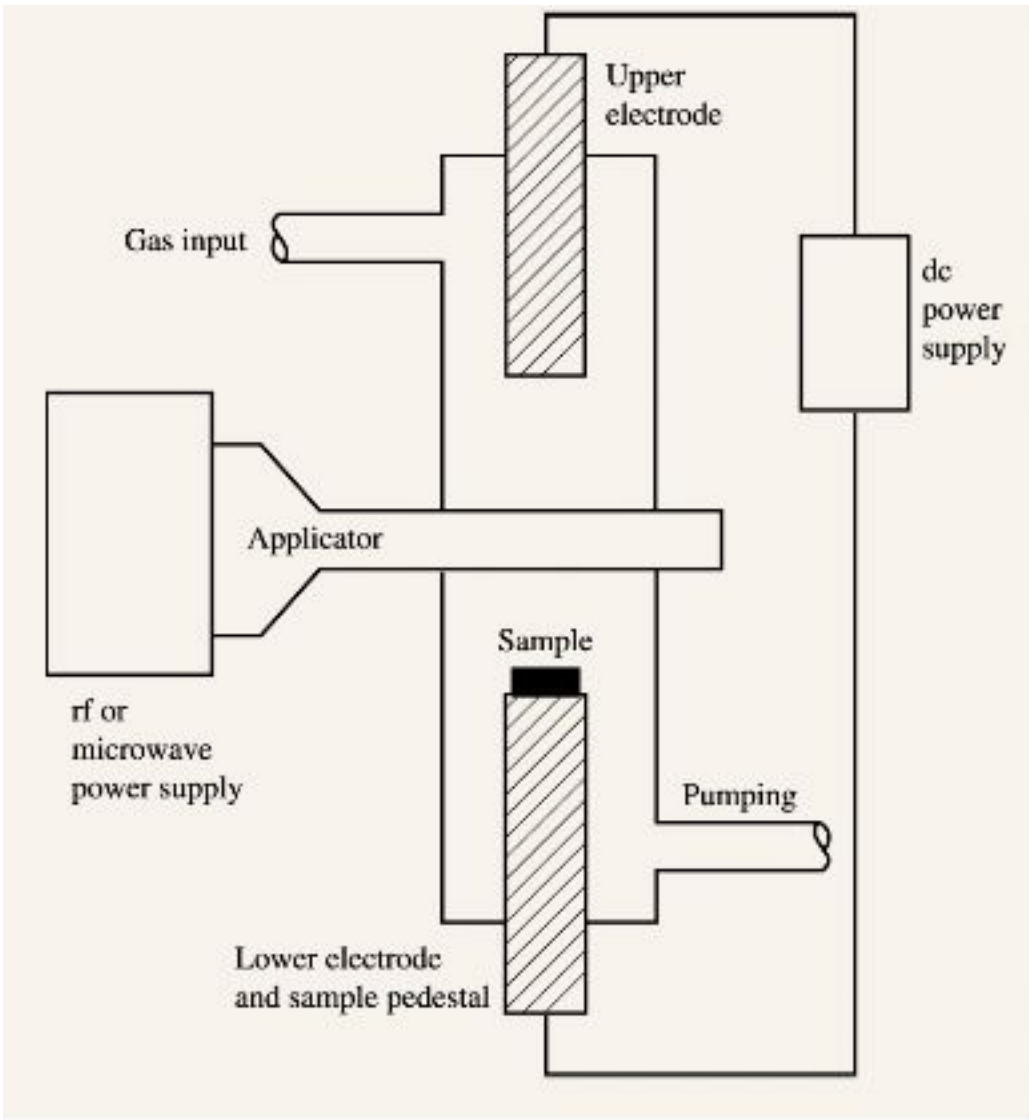 Upper
electrode
Gas input
dc
power
supply
Applicator
Sample
rf or
microwave
power supply
Pumping
Lower electrode
and sample pedestal